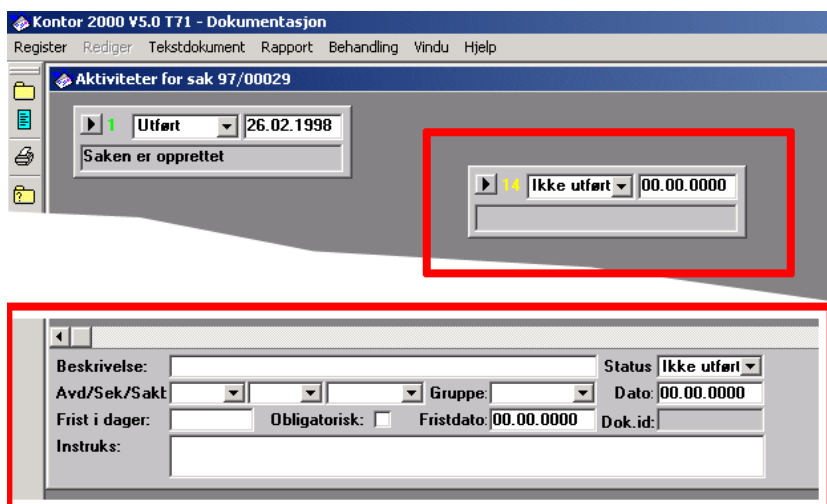 Kontor 2000 V5.0 T71 - Dokumentasjon
Register Rediger Tekstdokument Rapport Behandling Vindu Hjelp
Aktiviteter for sak 97/00029
1 Utført 26.02.1998
Saken er opprettet
14 Ikke utført 00.00.0000
Beskrivelse: Status Ikke utført
Avd/Sek/Sakt Gruppe: Dato: 00.00.0000
Frist i dager: Obligatorisk: Fristdato: 00.00.0000 Dok.id:
Instruks: